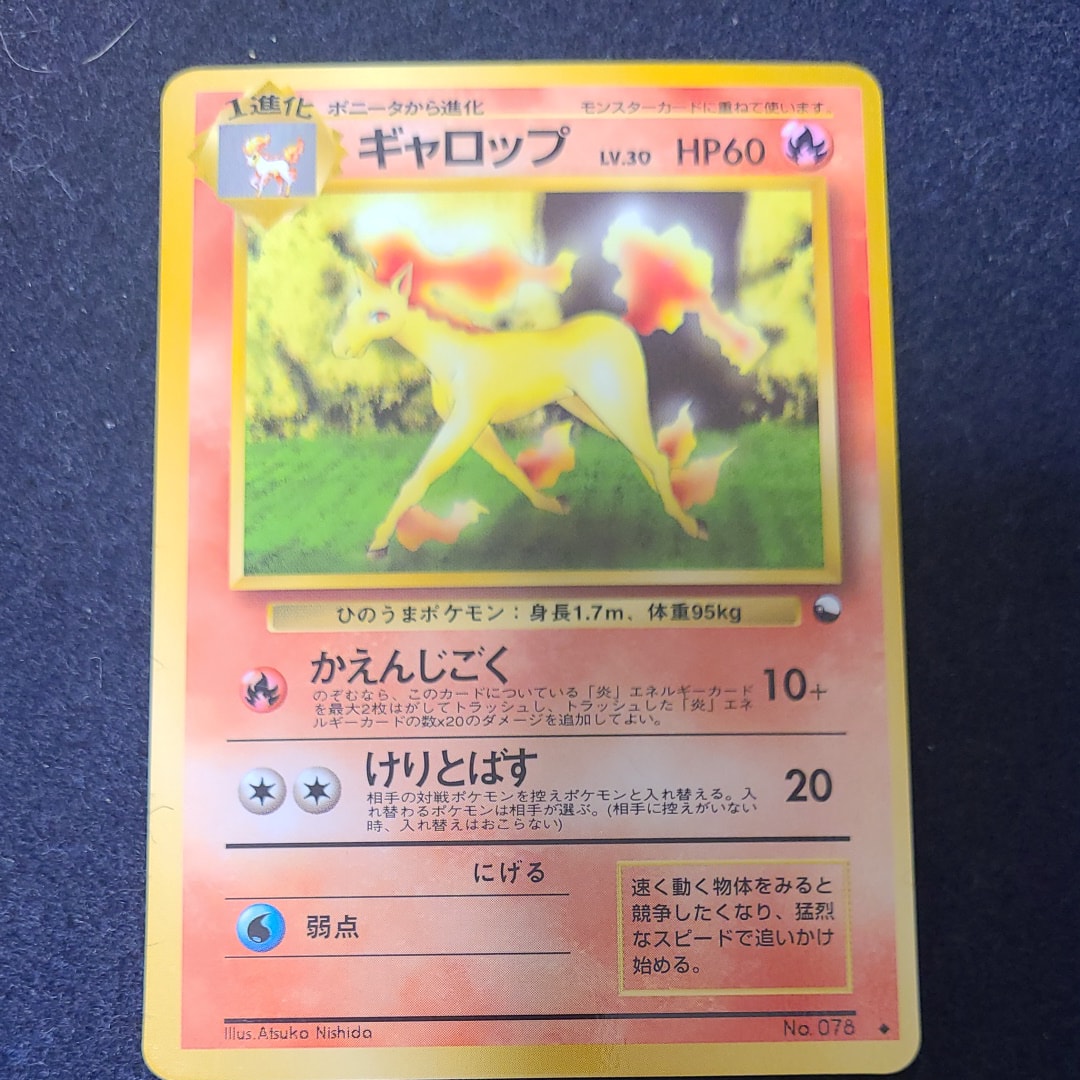 1進化 ポニータから進化 モンスターカードに重ねて使います。
ギャロップ LV.30 HP60
ひのうまポケモン：身長1.7m、体重95kg
かえんじごく 10+
のぞむなら、このカードについている「炎」エネルギーカード
を最大2枚はがしてトラッシュし、トラッシュした「炎」エネ
ルギーカードの数x20のダメージを追加してよい。
けりとばす 20
相手の対戦ポケモンを控えポケモンと入れ替える。入
れ替わるポケモンは相手が選ぶ。(相手に控えがいない
時、入れ替えはおこらない)
にげる
弱点
速く動く物体をみると
競争したくなり、猛烈
なスピードで追いかけ
始める。
Illus.Atsuko Nishida No. 078